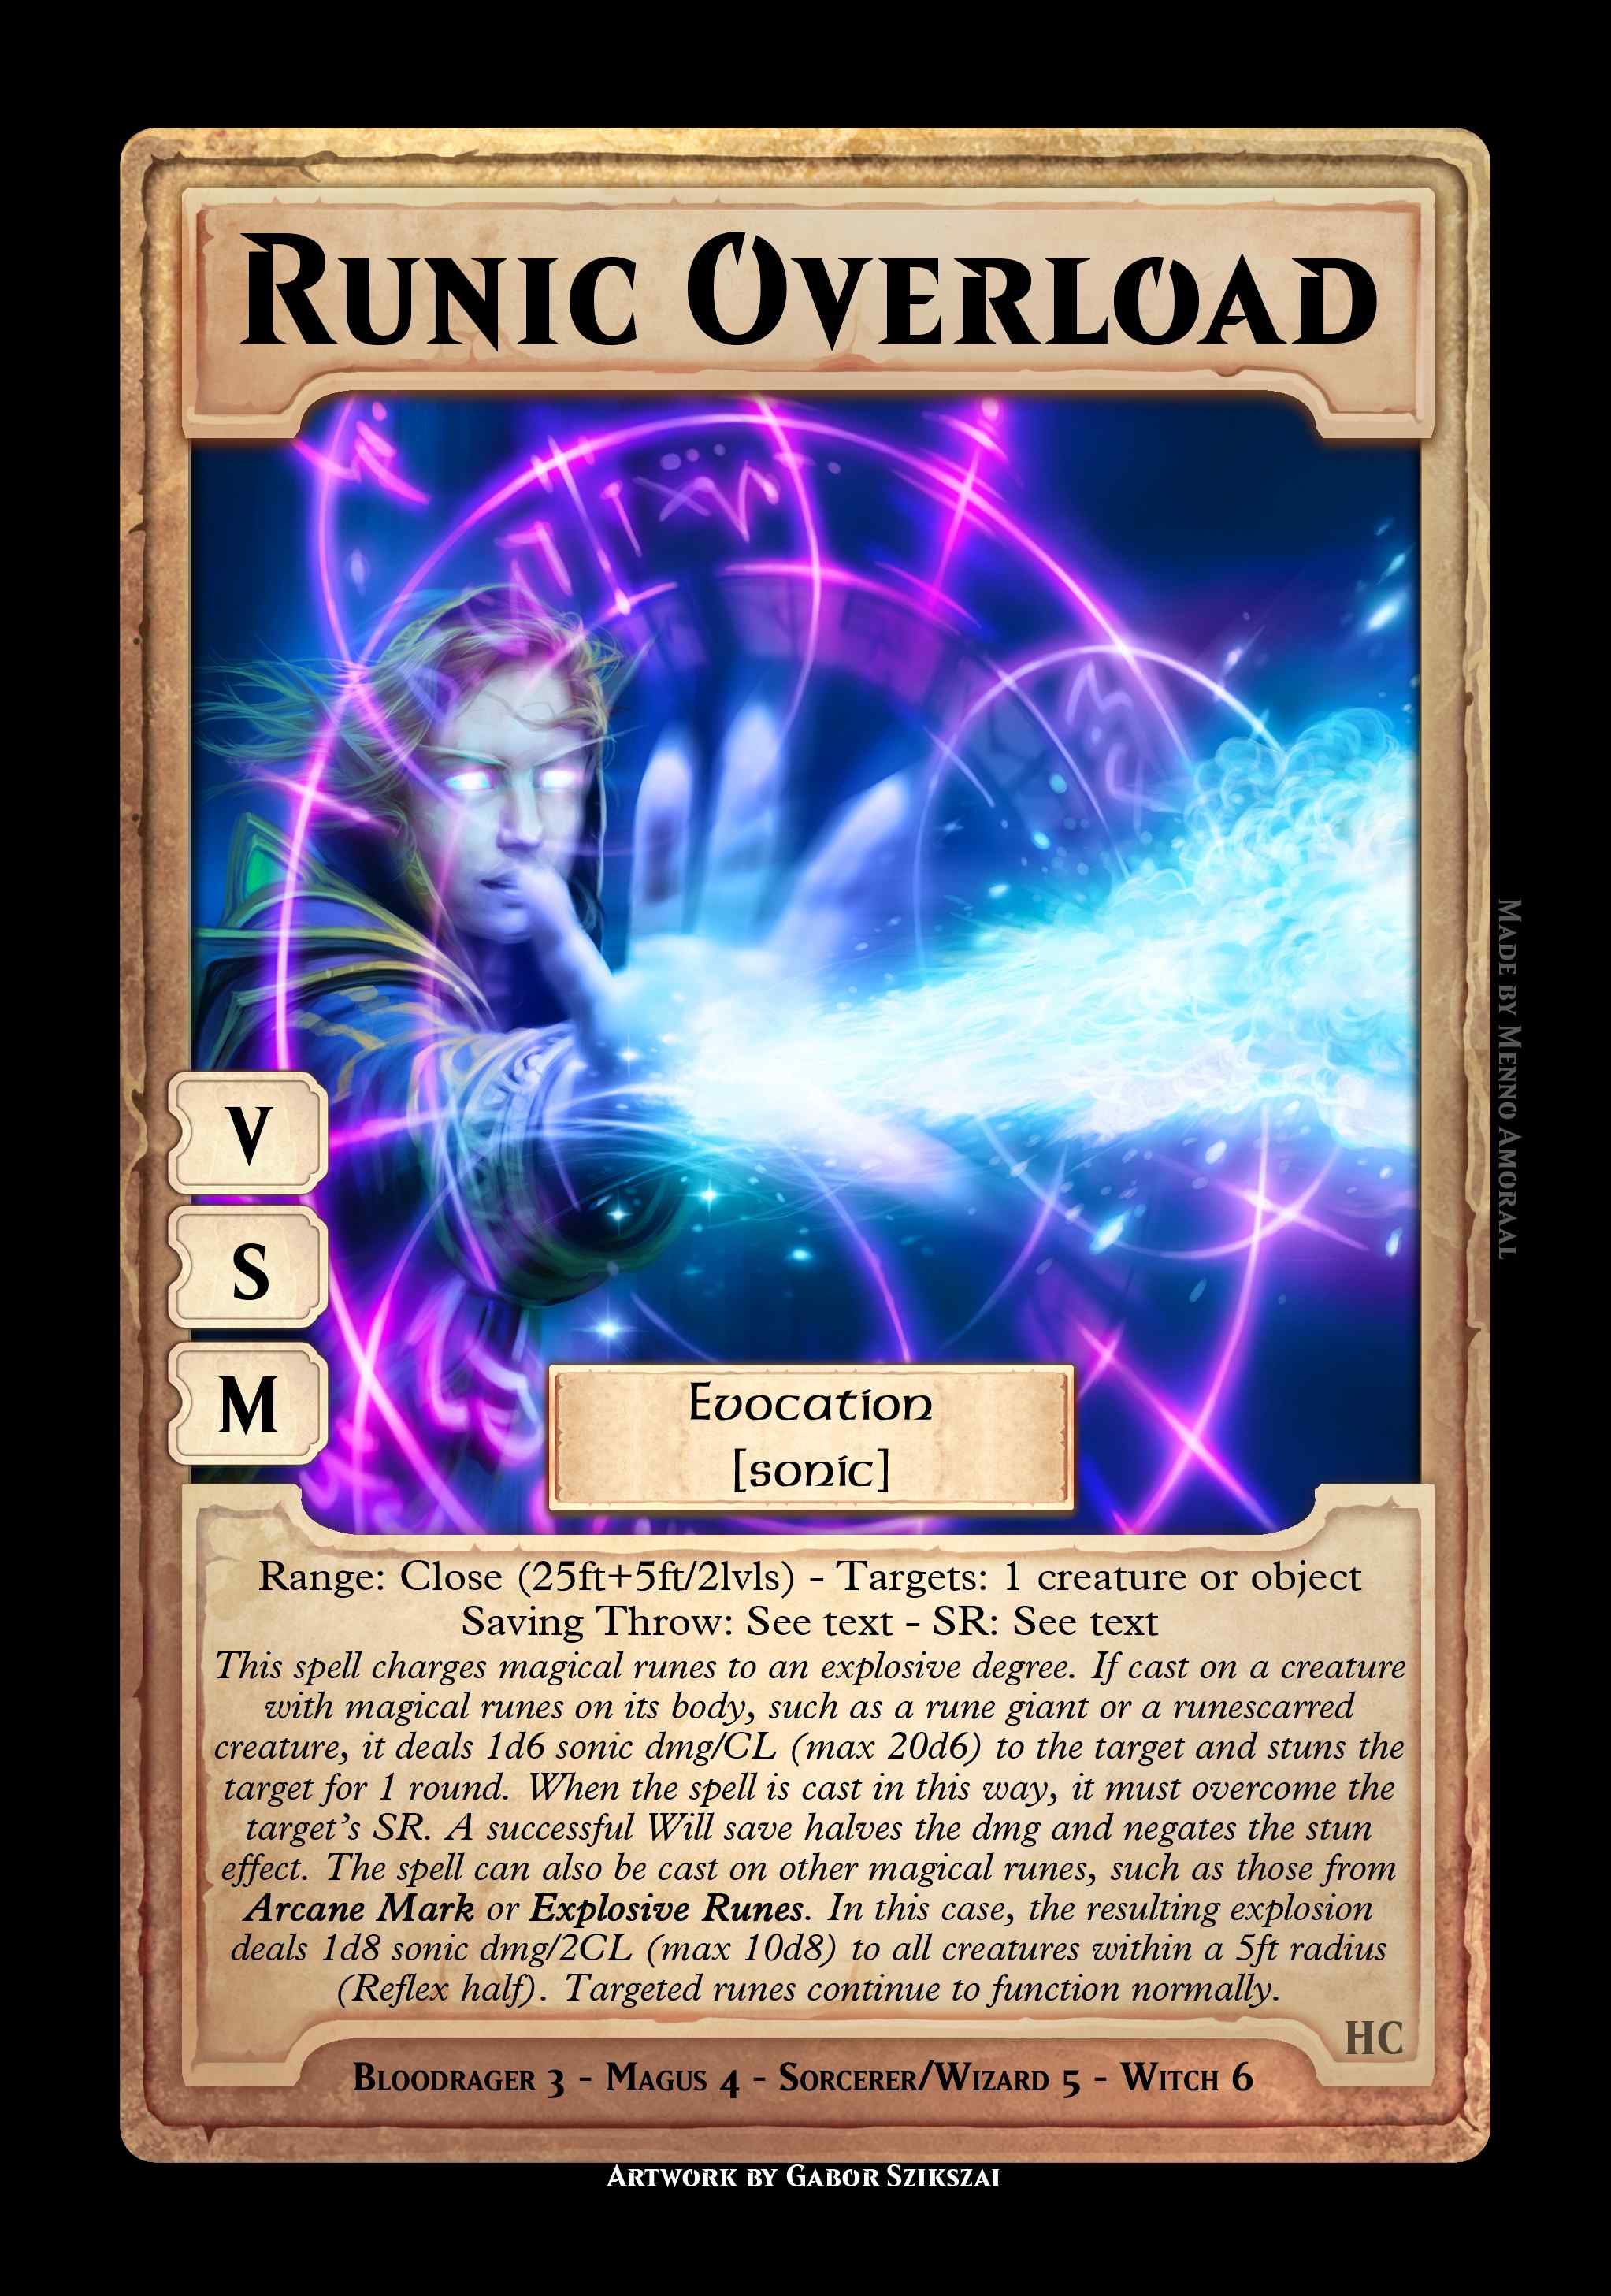 Runic Overload
V
S
M
Evocation
[sonic]
Range: Close (25ft+5ft/2lvls) - Targets: 1 creature or object
Saving Throw: See text - SR: See text
This spell charges magical runes to an explosive degree. If cast on a creature
with magical runes on its body, such as a rune giant or a runescarred
creature, it deals 1d6 sonic dmg/CL (max 20d6) to the target and stuns the
target for 1 round. When the spell is cast in this way, it must overcome the
target's SR. A successful Will save halves the dmg and negates the stun
effect. The spell can also be cast on other magical runes, such as those from
Arcane Mark or Explosive Runes. In this case, the resulting explosion
deals 1d8 sonic dmg/2CL (max 10d8) to all creatures within a 5ft radius
(Reflex half). Targeted runes continue to function normally.
HC
Bloodrager 3 - Magus 4 - Sorcerer/Wizard 5 - Witch 6
Artwork by Gabor Szikszai
Made by Menno Amoraal